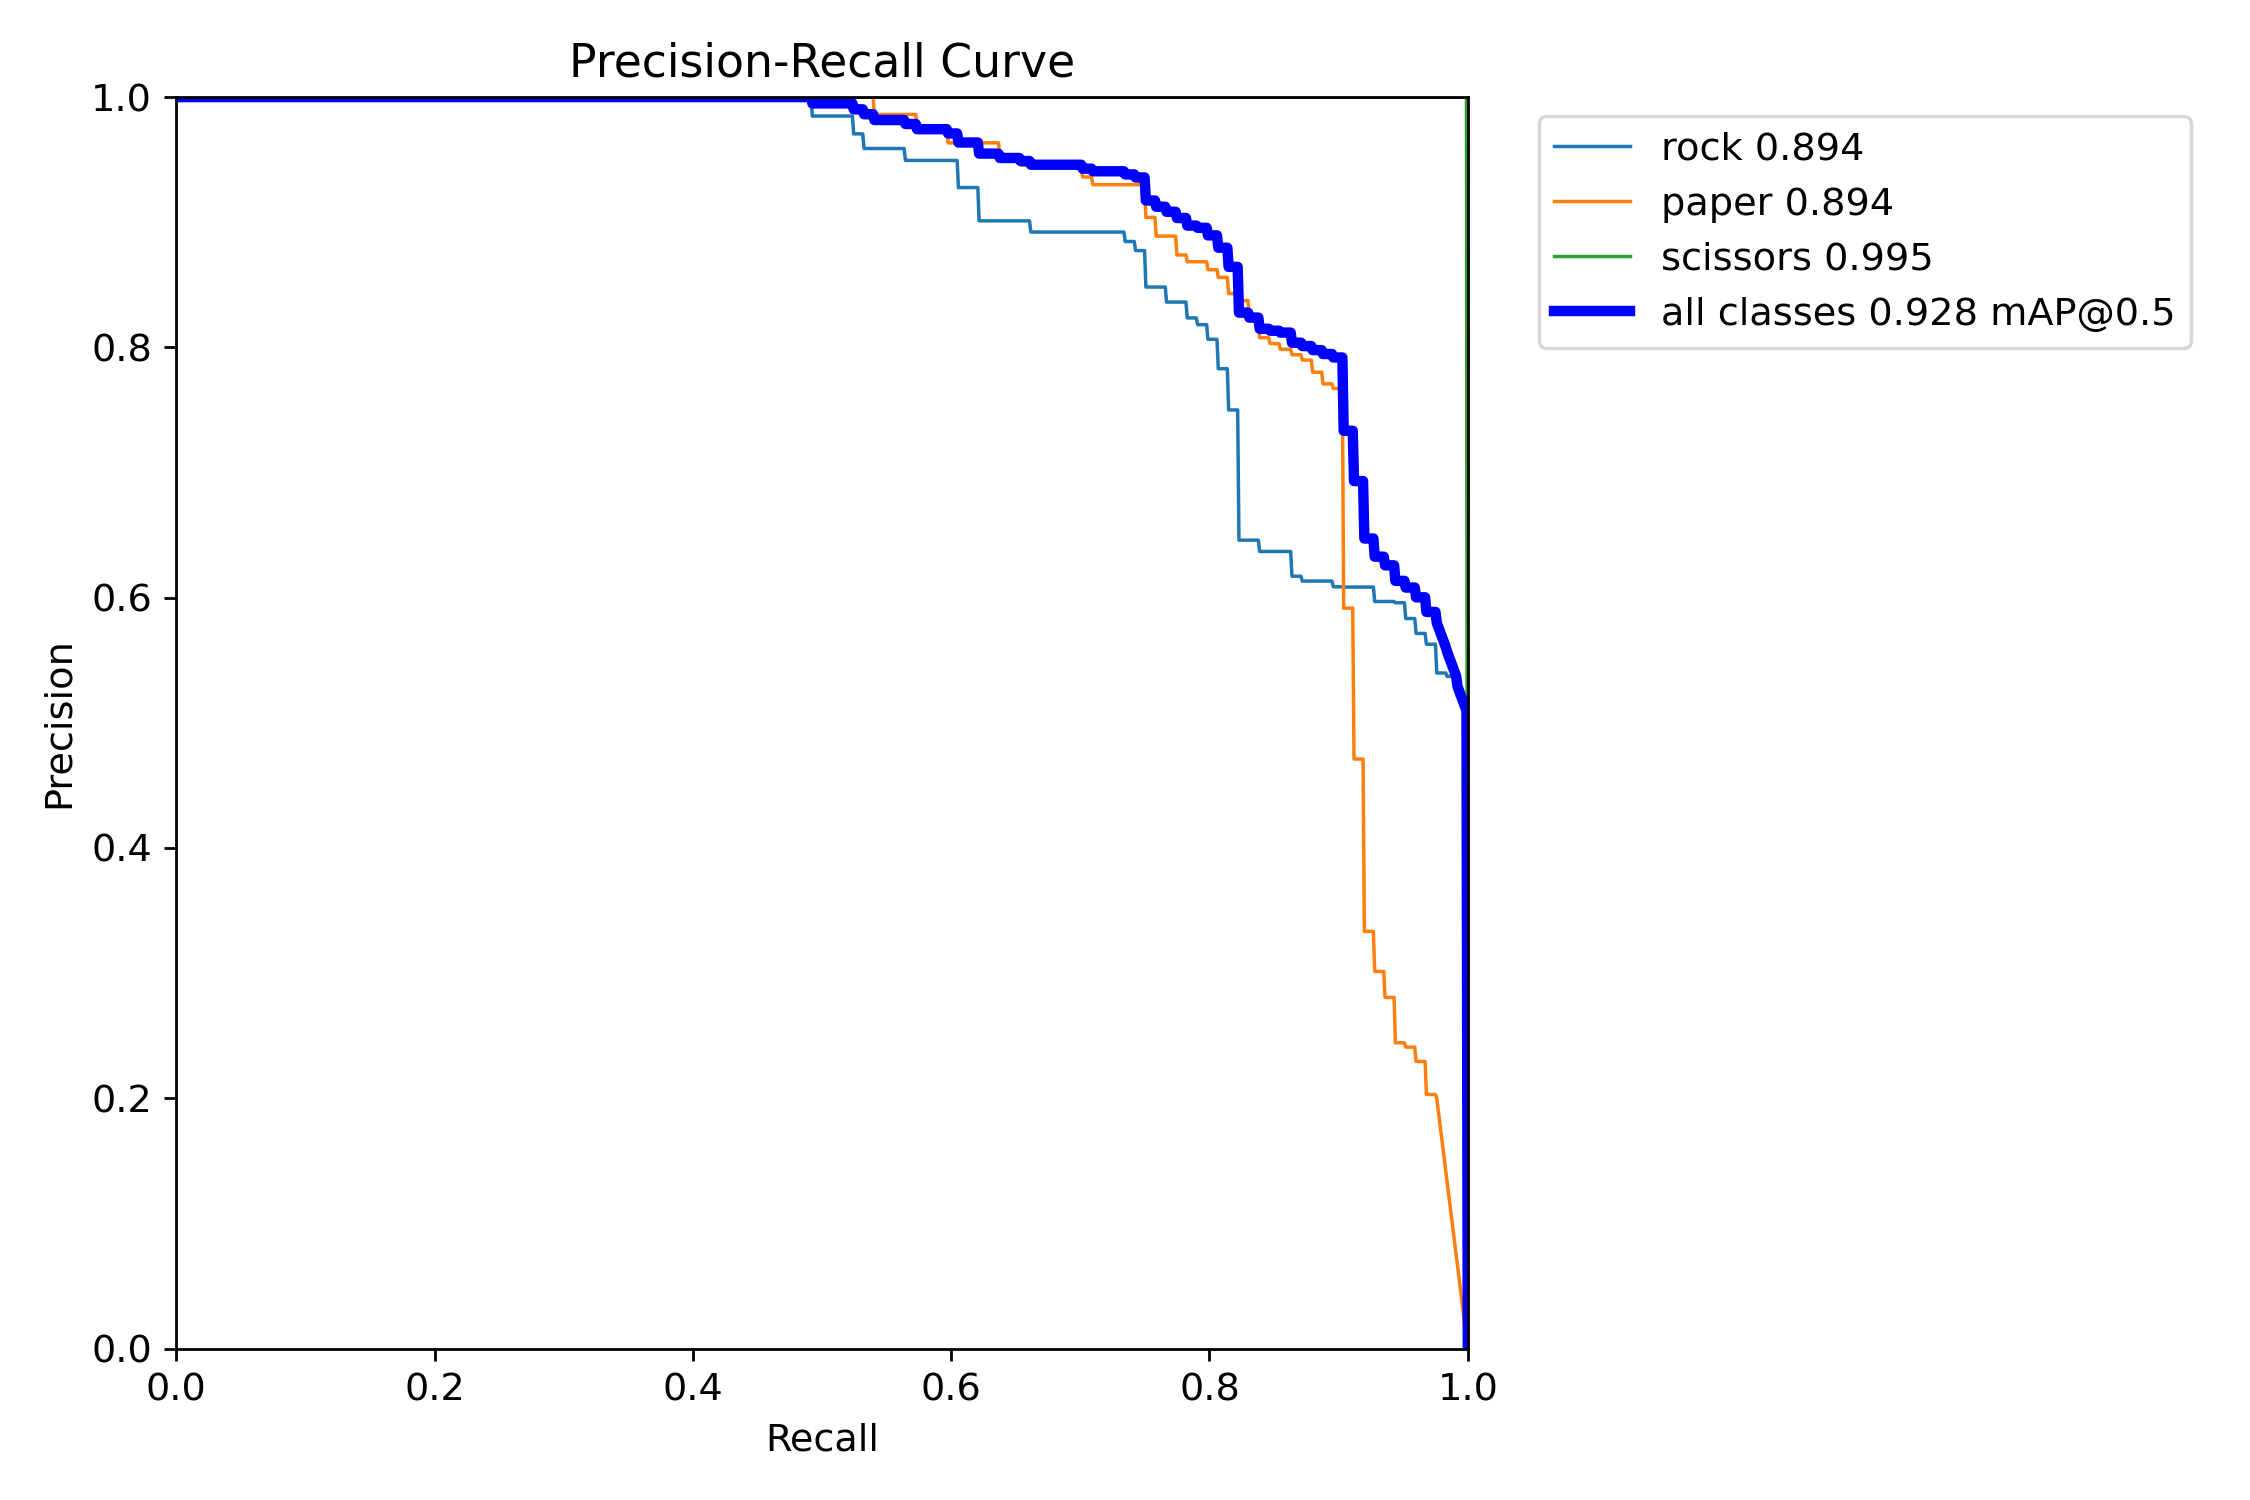 Precision-Recall Curve
1.0
0.8
0.6
0.4
0.2
0.0
Precision
0.0 0.2 0.4 0.6 0.8 1.0
Recall
rock 0.894
paper 0.894
scissors 0.995
all classes 0.928 mAP@0.5